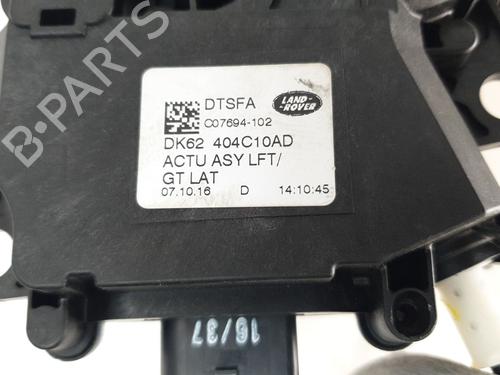 DTSFA
LAND-
ROVER
C07694-102
DK62 404C10AD
ACTU ASY LFT/
GT LAT
07.10.16 D 14:10:45
16/37
B-PARTS